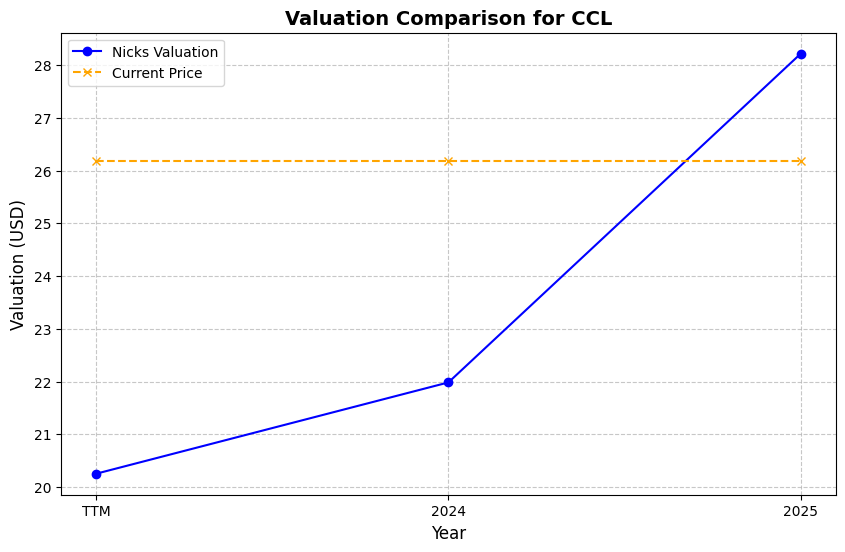 Valuation Comparison for CCL
Nicks Valuation
Current Price
Valuation (USD)
28
27
26
25
24
23
22
21
20
TTM
2024
2025
Year